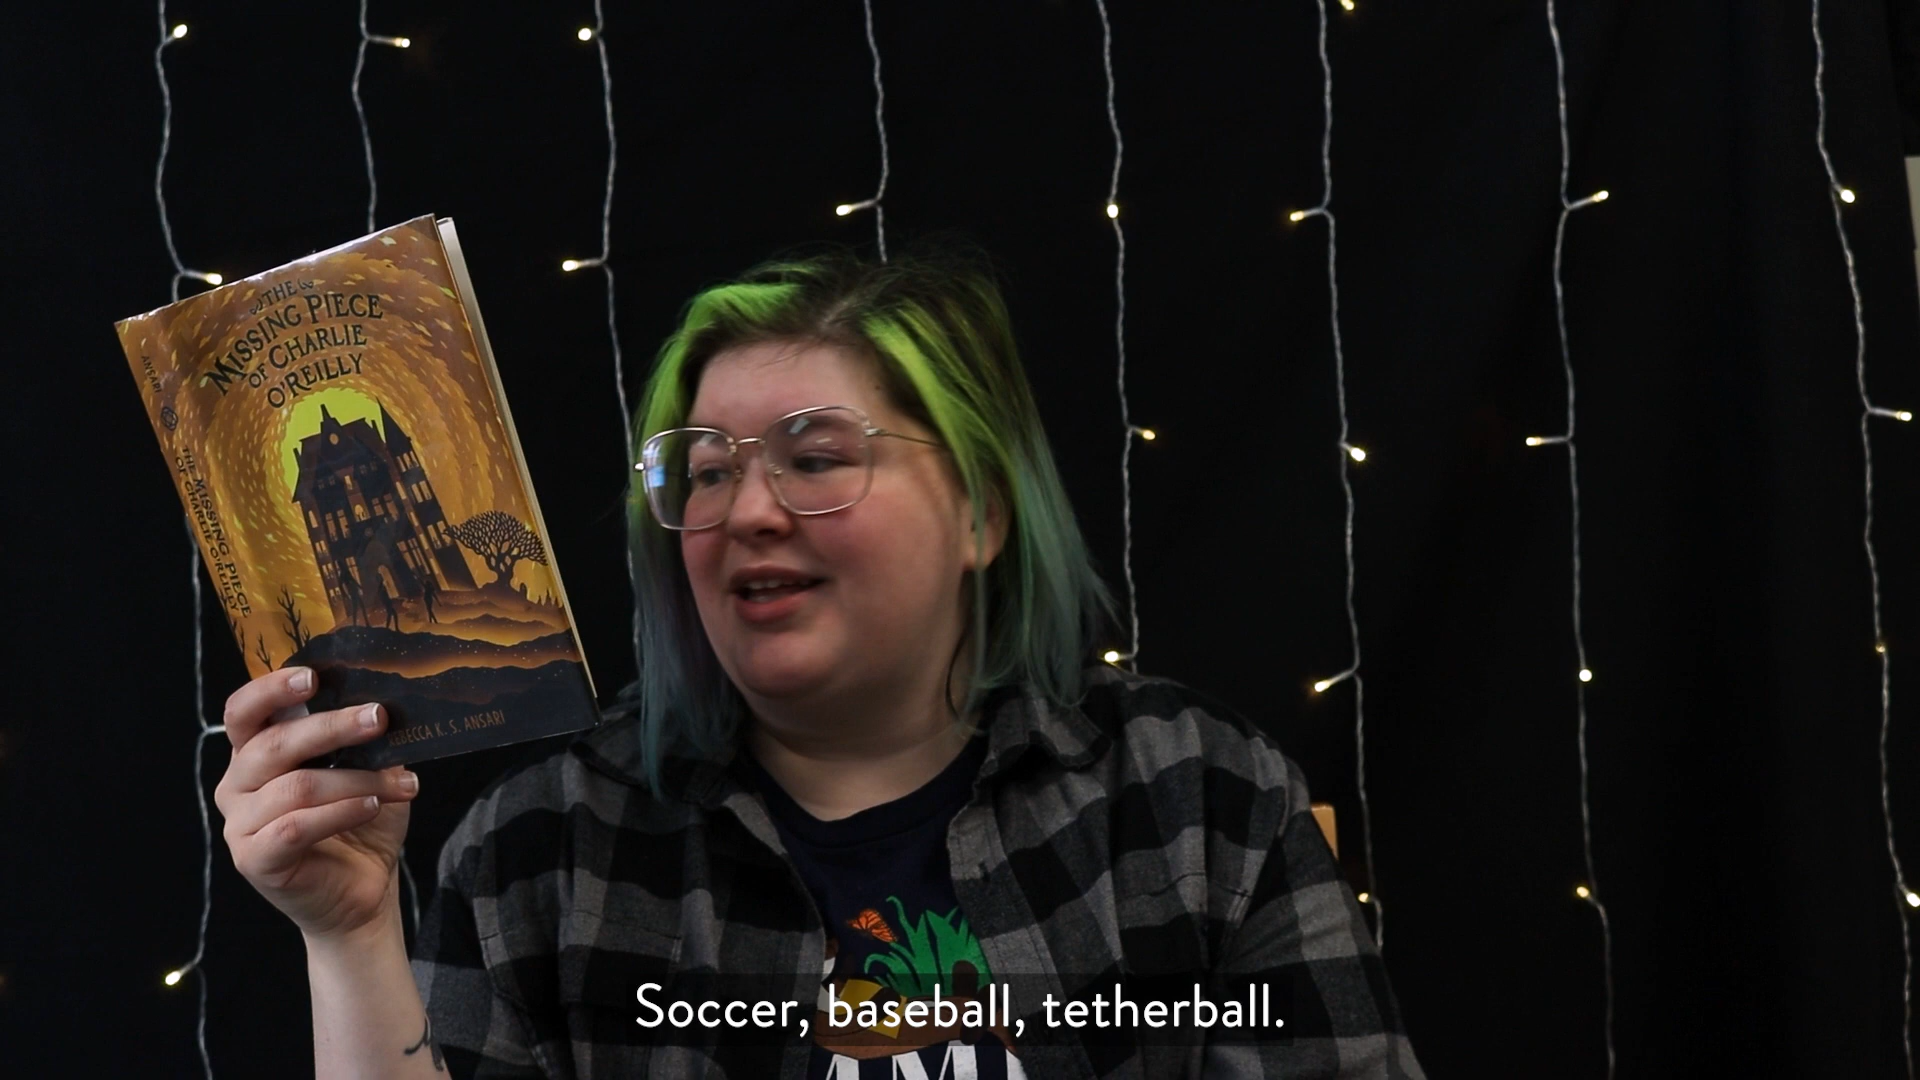 THE
MISSING PIECE
OF CHARLIE
O'REILLY
ANSARI
THE MISSING PIECE
OF CHARLIE O'REILLY
REBECCA K. S. ANSARI
Soccer, baseball, tetherball.